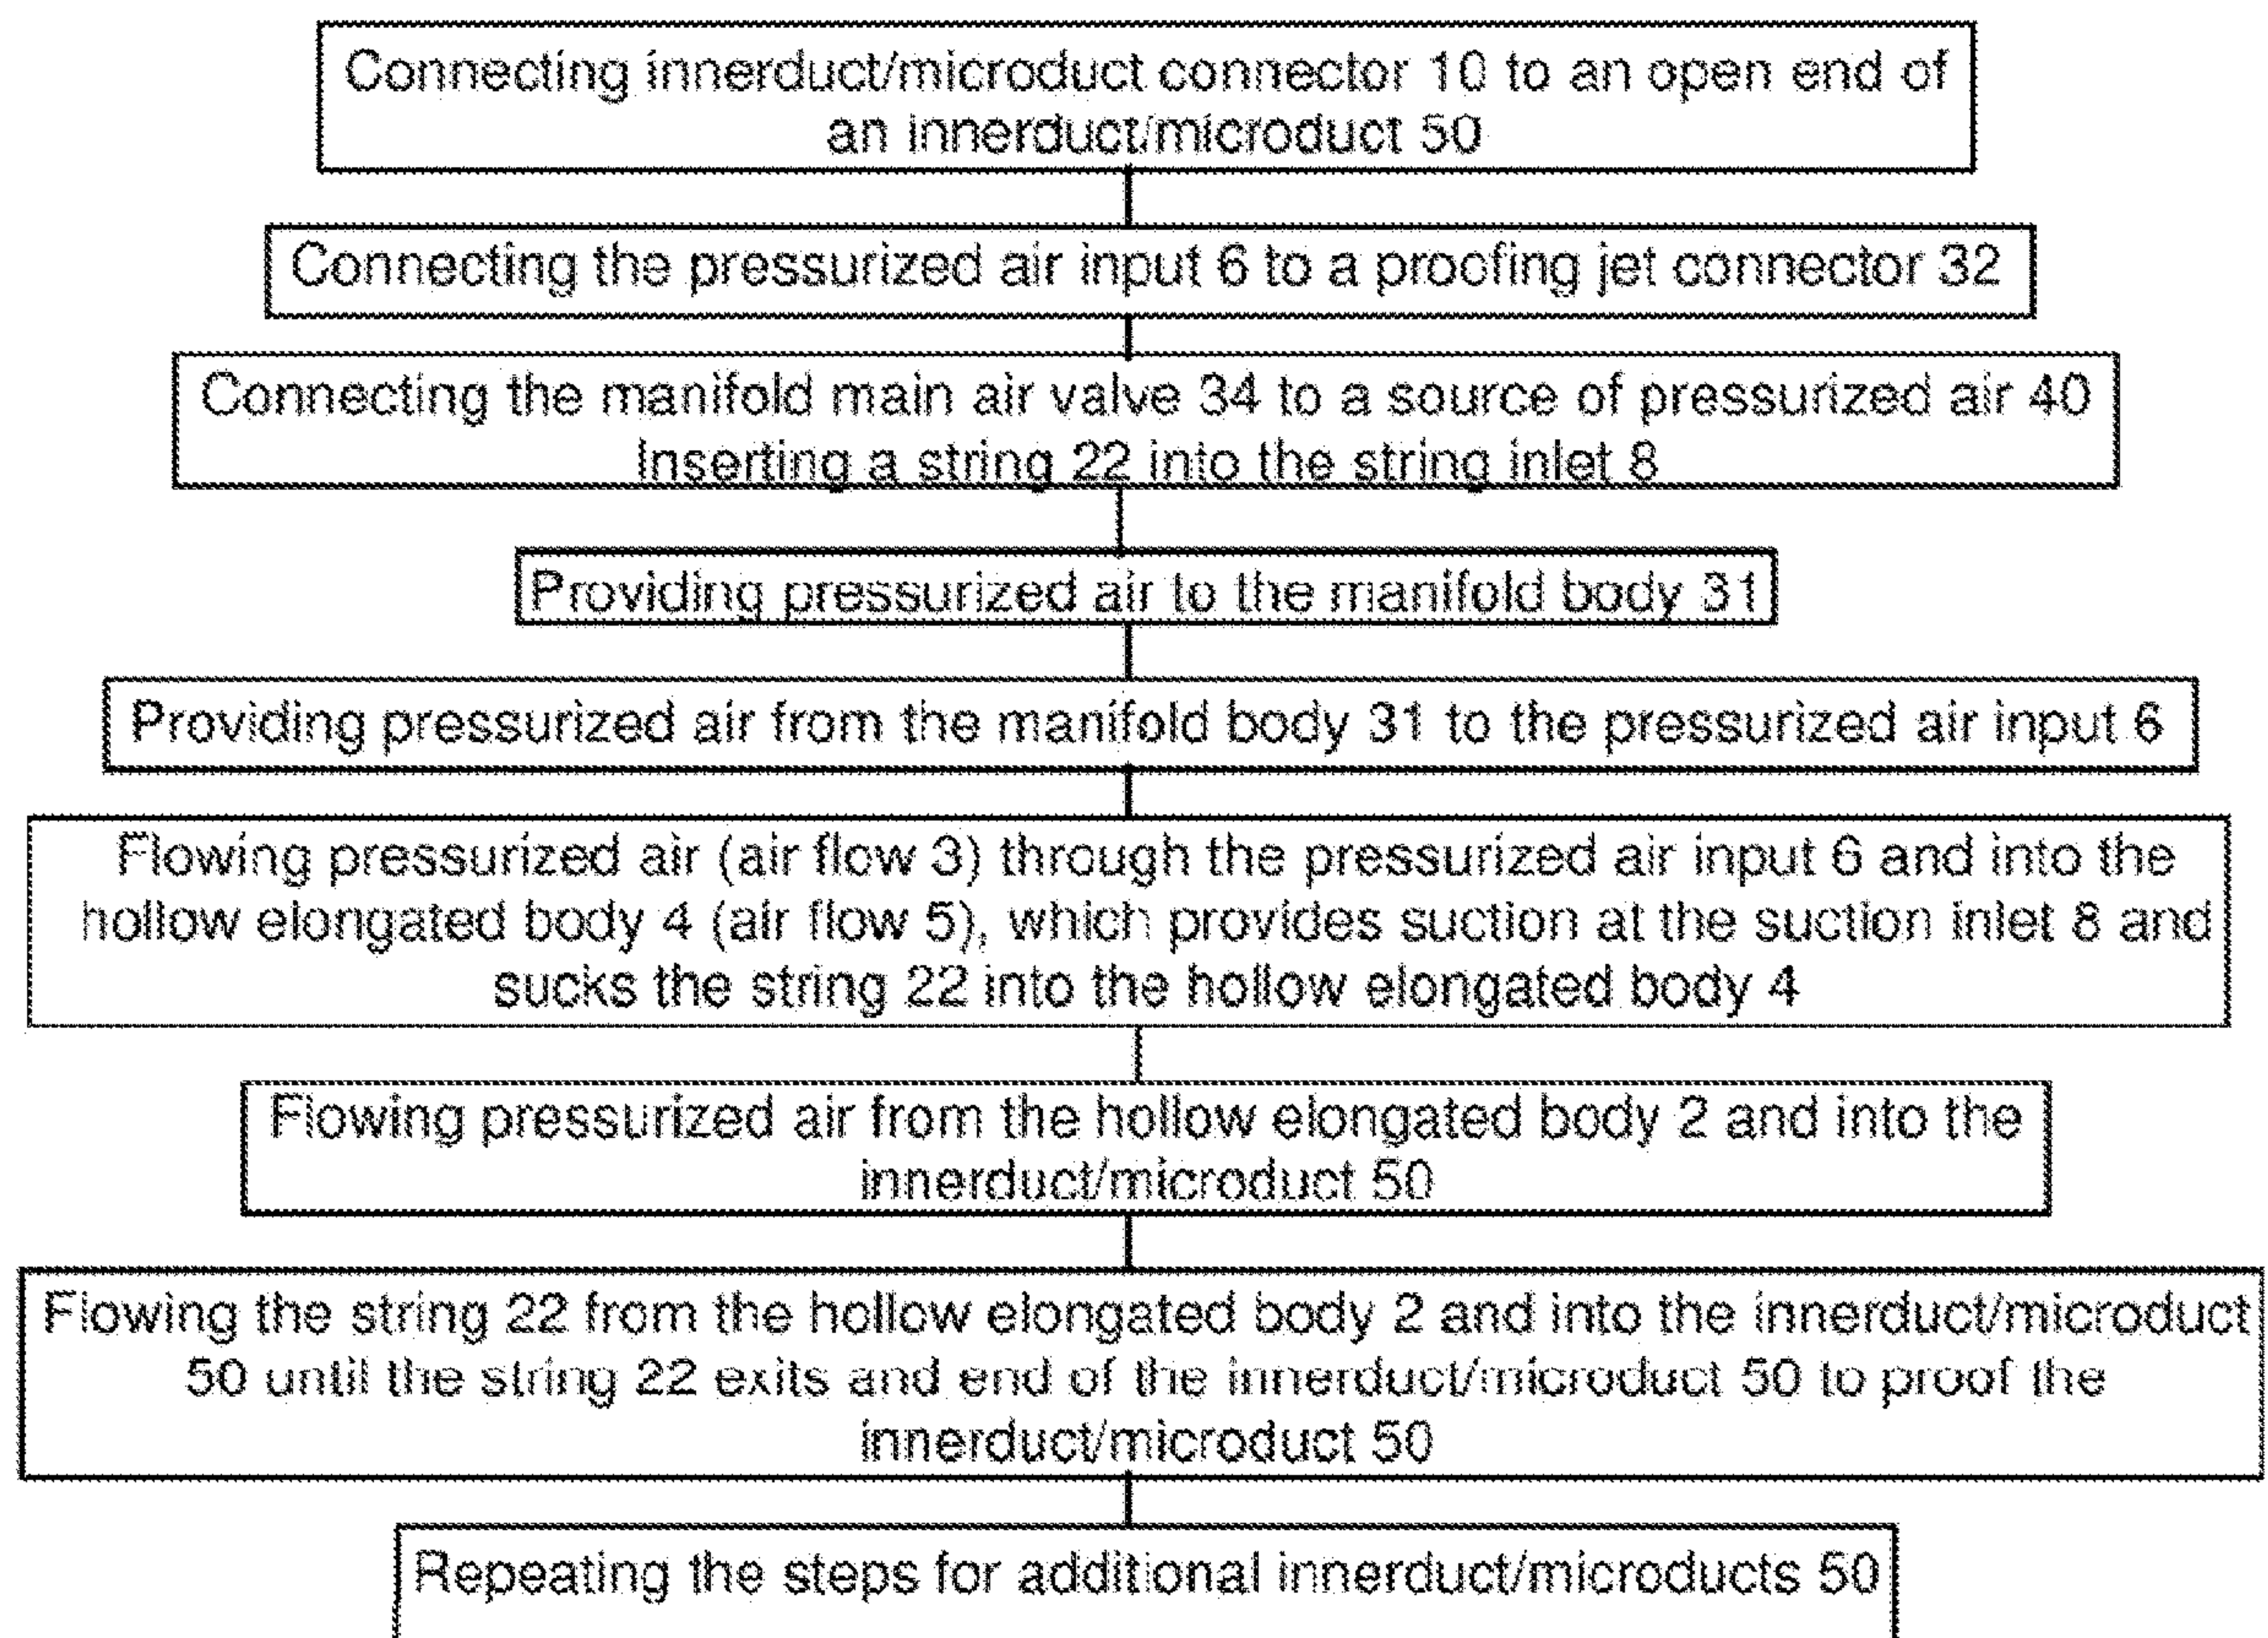 Connecting innerduct/microduct connector 10 to an open end of
an innerduct/microduct 50
Connecting the pressurized air input 6 to a proofing jet connector 32
Connecting the manifold main air valve 34 to a source of pressurized air 40
Inserting a string 22 into the string inlet 8
Providing pressurized air to the manifold body 31
Providing pressurized air from the manifold body 31 to the pressurized air input 6
Flowing pressurized air (air flow 3) through the pressurized air input 6 and into the
hollow elongated body 4 (air flow 5), which provides suction at the suction inlet 8 and
sucks the string 22 into the hollow elongated body 4
Flowing pressurized air from the hollow elongated body 2 and into the
innerduct/microduct 50
Flowing the string 22 from the hollow elongated body 2 and into the innerduct/microduct
50 until the string 22 exits and end of the innerduct/microduct 50 to proof the
innerduct/microduct 50
Repeating the steps for additional innerduct/microducts 50